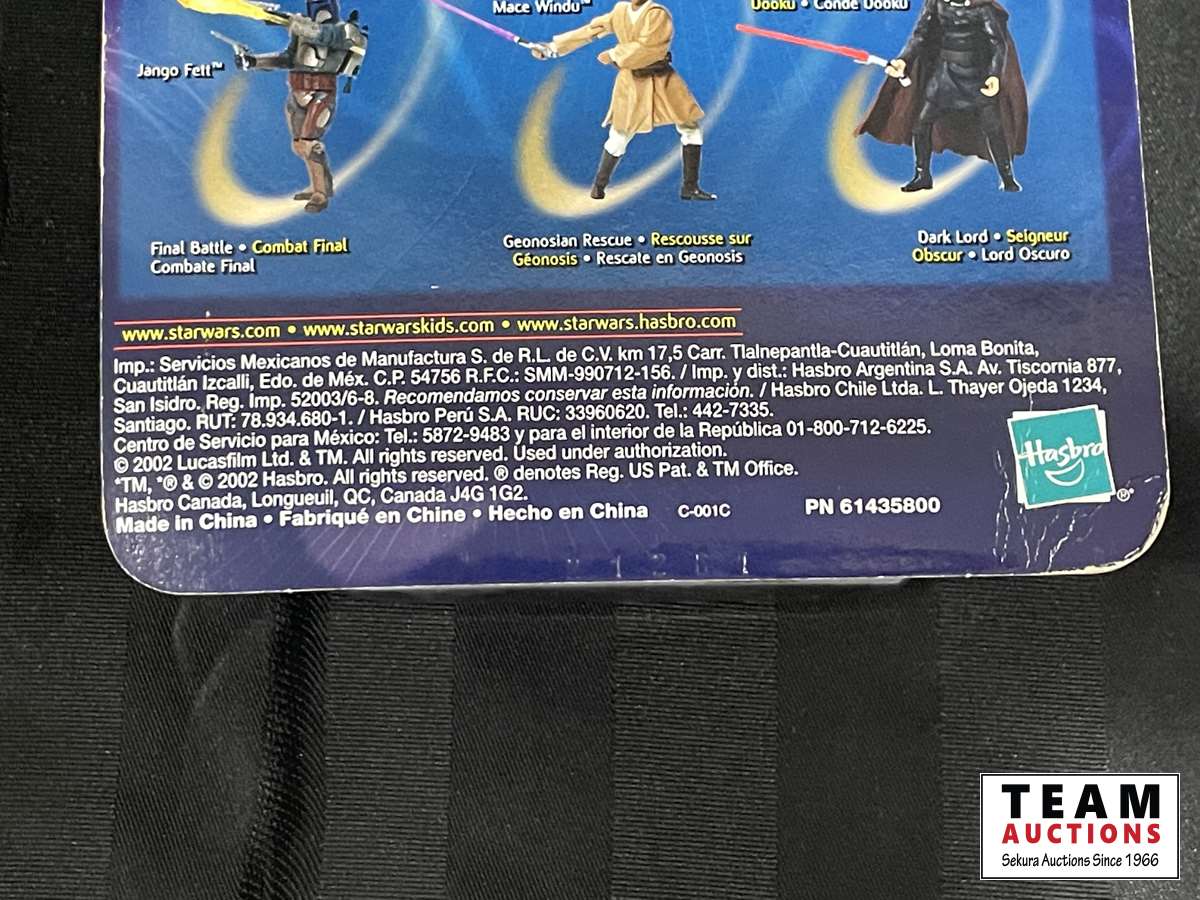 Mace Windu™
Dooku • Conde Dooku
Jango Fett™
Final Battle • Combat Final
Combate Final
Geonosian Rescue • Rescousse sur
Géonosis • Rescate en Geonosis
Dark Lord • Seigneur
Obscur • Lord Oscuro
www.starwars.com • www.starwarskids.com • www.starwars.hasbro.com
Imp.: Servicios Mexicanos de Manufactura S. de R.L. de C.V. km 17,5 Carr. Tlalnepantla-Cuautitlán, Loma Bonita,
Cuautitlán Izcalli, Edo. de Méx. C.P. 54756 R.F.C.: SMM-990712-156. / Imp. y dist.: Hasbro Argentina S.A. Av. Tiscornia 877,
San Isidro. Reg. Imp. 52003/6-8. Recomendamos conservar esta información. / Hasbro Chile Ltda. L. Thayer Ojeda 1234,
Santiago. RUT: 78.934.680-1. / Hasbro Perú S.A. RUC: 33960620. Tel.: 442-7335.
Centro de Servicio para México: Tel.: 5872-9483 y para el interior de la República 01-800-712-6225.
© 2002 Lucasfilm Ltd. & TM. All rights reserved. Used under authorization.
*TM, *® & © 2002 Hasbro. All rights reserved. ® denotes Reg. US Pat. & TM Office.
Hasbro Canada, Longueuil, QC, Canada J4G 1G2.
Made in China • Fabriqué en Chine • Hecho en China C-001C PN 61435800
Hasbro®
TEAM
AUCTIONS
Sekura Auctions Since 1966